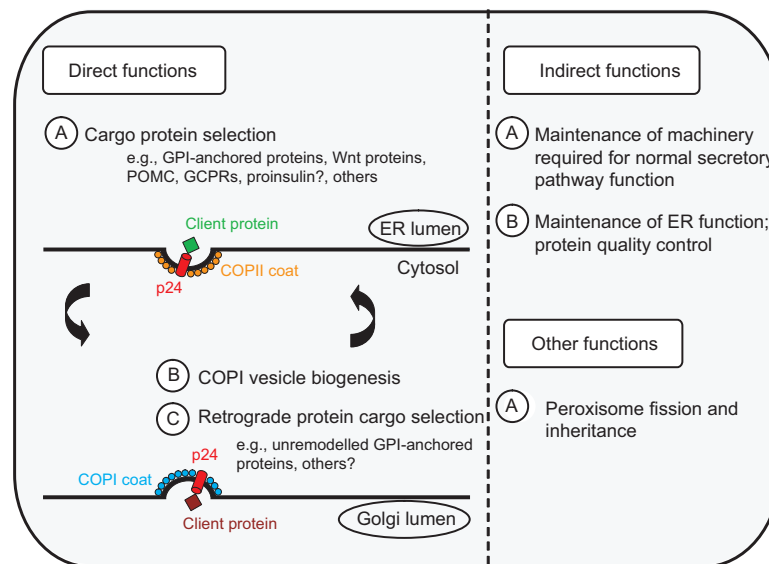 Direct functions
A Cargo protein selection
e.g., GPI-anchored proteins, Wnt proteins,
POMC, GCPRs, proinsulin?, others
Client protein
ER lumen
COPII coat
Cytosol
p24
B COPI vesicle biogenesis
C Retrograde protein cargo selection
e.g., unremodelled GPI-anchored
proteins, others?
p24
COPI coat
Client protein
Golgi lumen
Indirect functions
A Maintenance of machinery
required for normal secretory
pathway function
B Maintenance of ER function;
protein quality control
Other functions
A Peroxisome fission and
inheritance